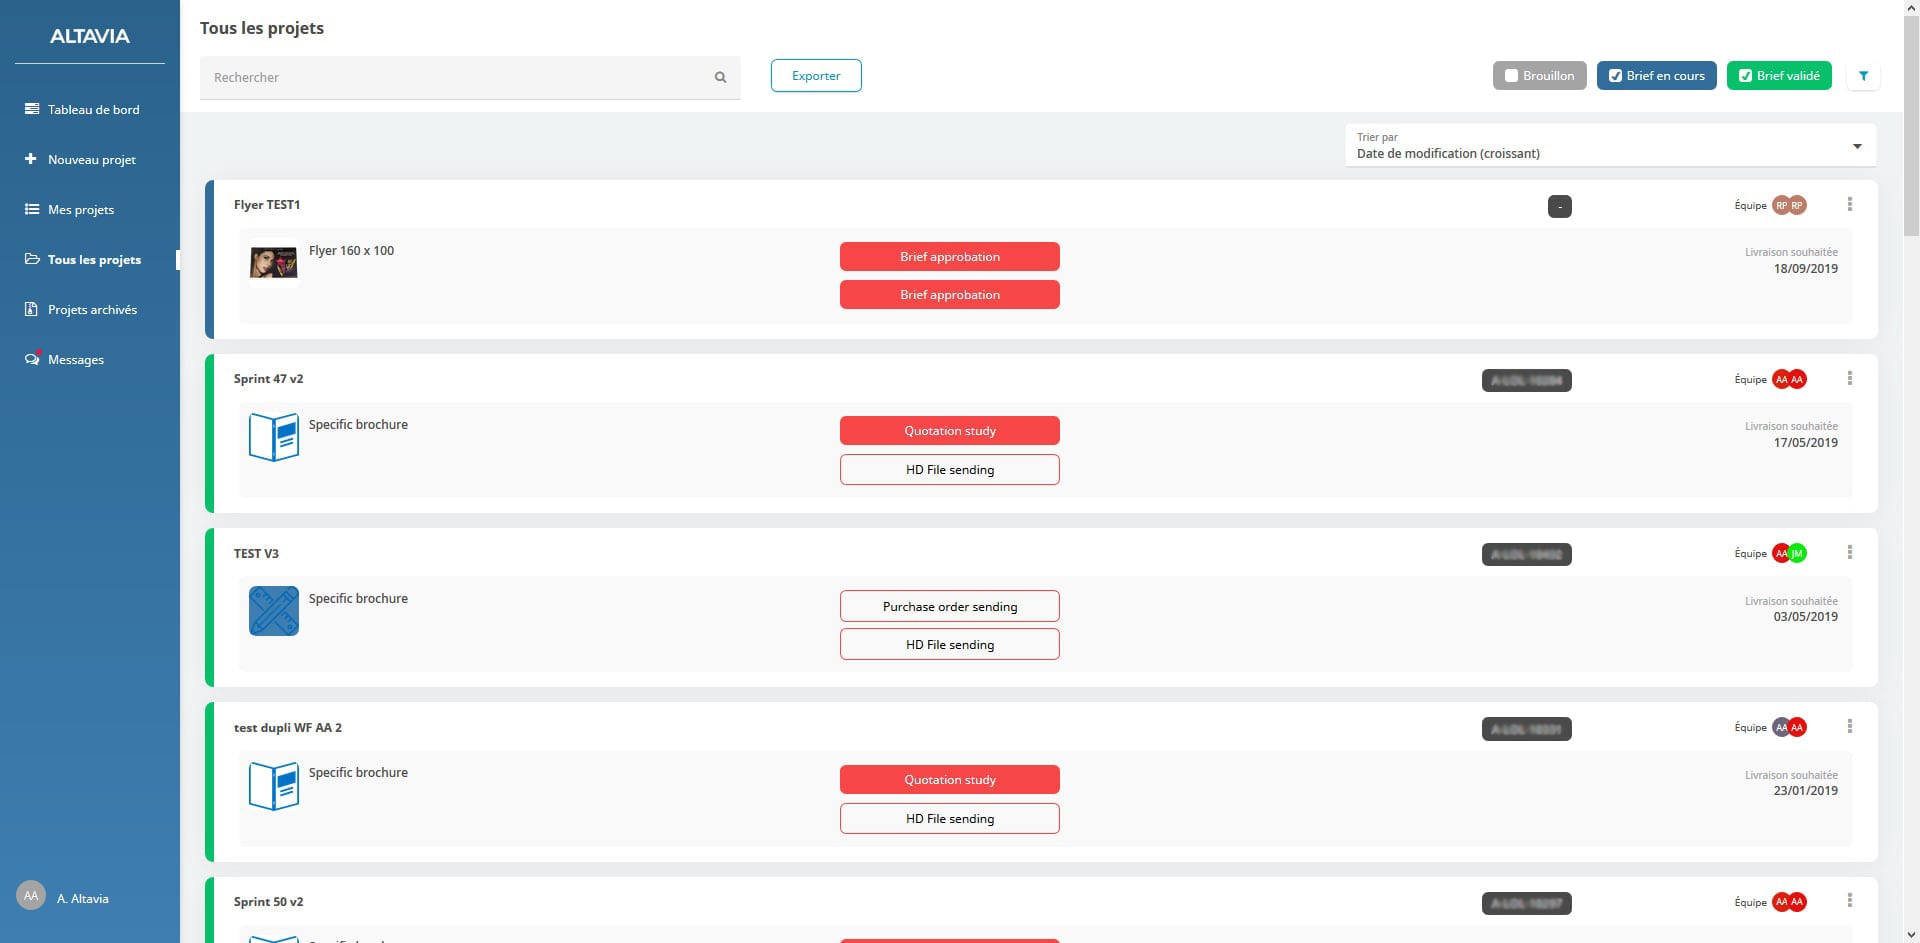 ALTAVIA
Tableau de bord
Nouveau projet
Mes projets
Tous les projets
Projets archivés
Messages
AA A. Altavia
Tous les projets
Rechercher
Exporter
Brouillon
Brief en cours
Brief validé
Trier par
Date de modification (croissant)
Flyer TEST1
-
Équipe RP RP
Flyer 160 x 100
Brief approbation
Brief approbation
Livraison souhaitée
18/09/2019
Sprint 47 v2
Équipe AA AA
Specific brochure
Quotation study
HD File sending
Livraison souhaitée
17/05/2019
TEST V3
Équipe AA JM
Specific brochure
Purchase order sending
HD File sending
Livraison souhaitée
03/05/2019
test dupli WF AA 2
Équipe AA AA
Specific brochure
Quotation study
HD File sending
Livraison souhaitée
23/01/2019
Sprint 50 v2
Équipe AA AA